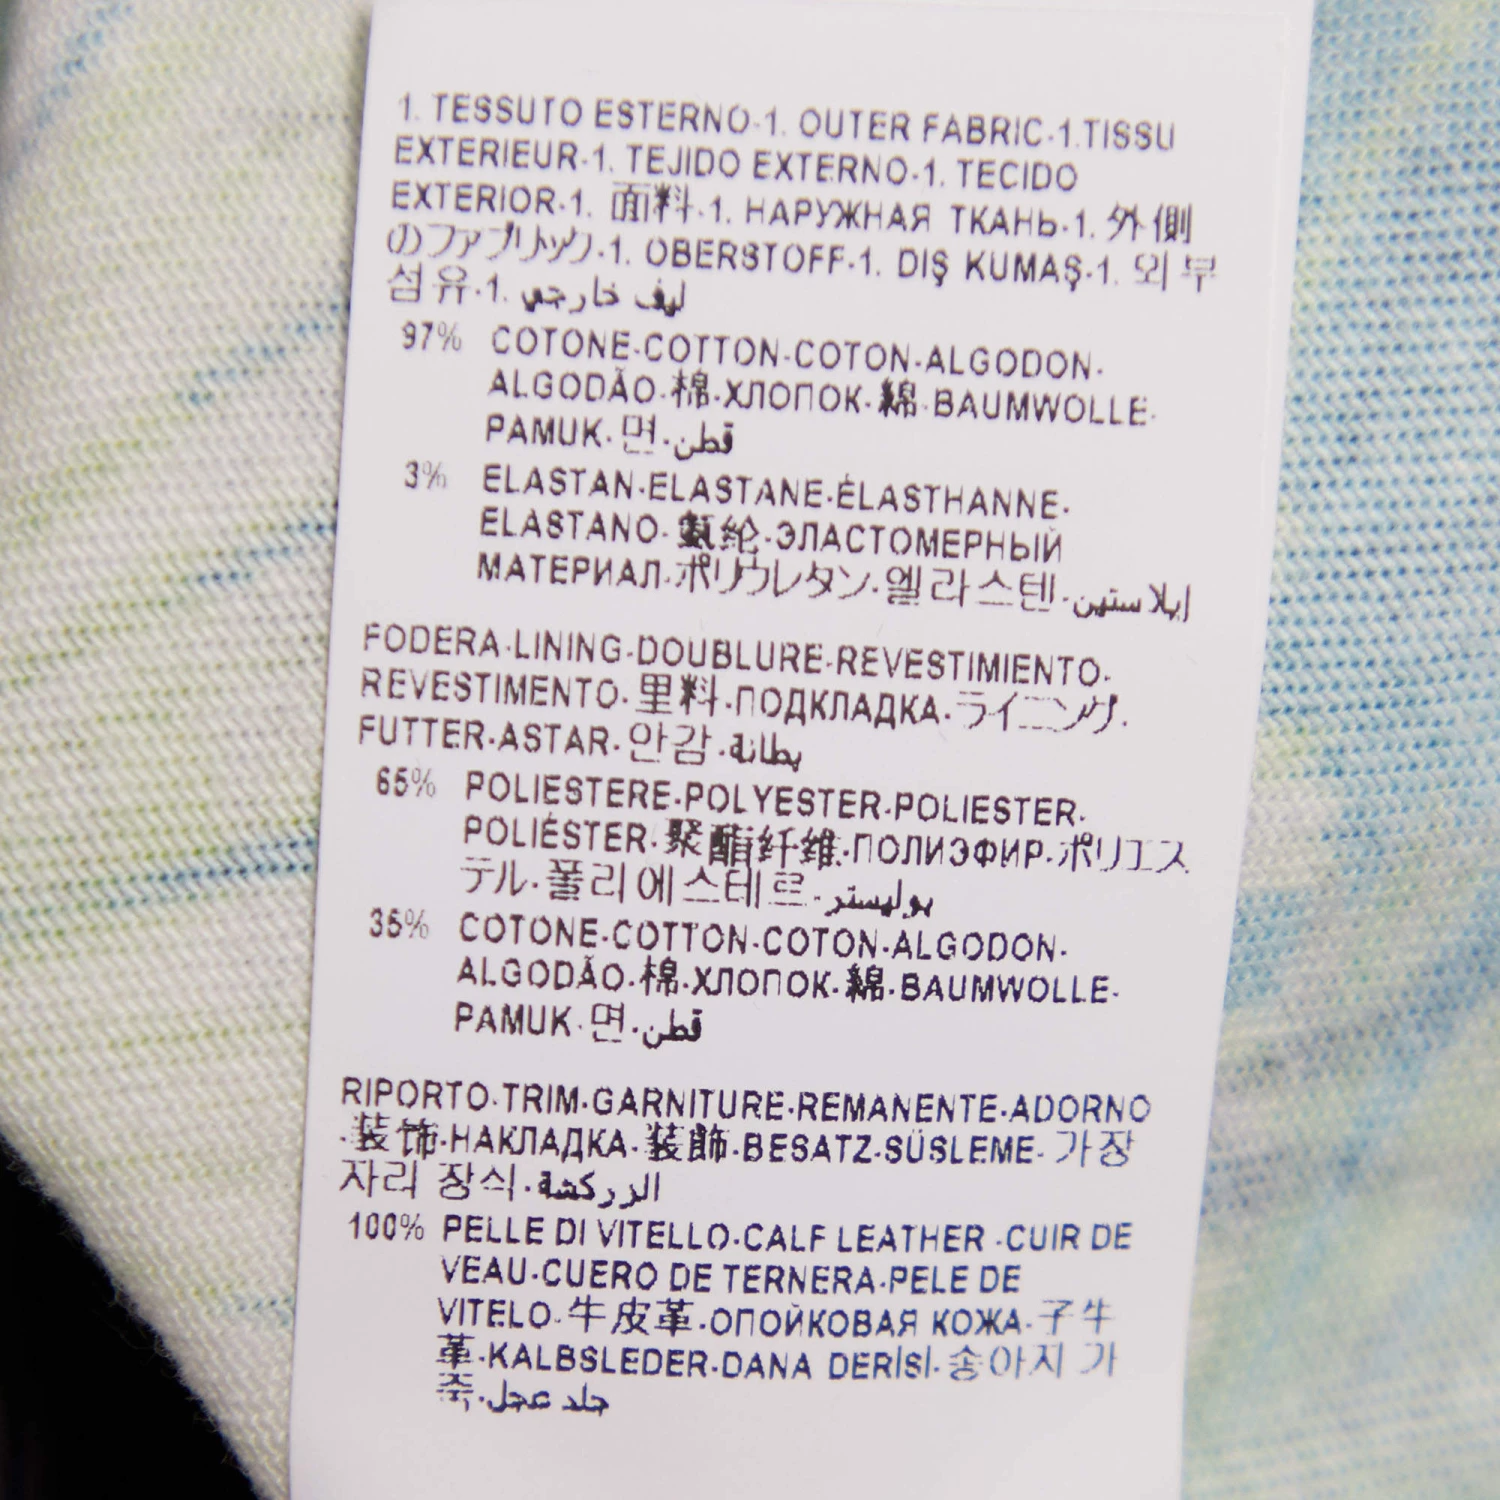 1. TESSUTO ESTERNO-1. OUTER FABRIC-1.TISSU
EXTERIEUR-1. TEJIDO EXTERNO-1. TECIDO
EXTERIOR-1. 面料-1. НАРУЖНАЯ ТКАНЬ-1. 外側
のファブリック-1. OBERSTOFF-1. DIŞ KUMAŞ-1. 외부
섬유-1. ليف خارجي
97% COTONE-COTTON-COTON-ALGODON-
ALGODÃO-棉-ХЛОПОК-綿-BAUMWOLLE-
PAMUK-면-قطن
3% ELASTAN-ELASTANE-ÉLASTHANNE-
ELASTANO-氨纶-ЭЛАСТОМЕРНЫЙ
МАТЕРИАЛ-ポリウレタン-엘라스텐-إيلاستين
FODERA-LINING-DOUBLURE-REVESTIMIENTO-
REVESTIMENTO-里料-ПОДКЛАДКА-ライニング-
FUTTER-ASTAR-안감-بطانة
65% POLIESTERE-POLYESTER-POLIESTER-
POLIÉSTER-聚酯纤维-ПОЛИЭФИР-ポリエス
テル-폴리에스테르-بوليستر
35% COTONE-COTTON-COTON-ALGODON-
ALGODÃO-棉-ХЛОПОК-綿-BAUMWOLLE-
PAMUK-면-قطن
RIPORTO-TRIM-GARNITURE-REMANENTE-ADORNO
-装饰-НАКЛАДКА-装飾-BESATZ-SÜSLEME-가장
자리 장식-الزركشة
100% PELLE DI VITELLO-CALF LEATHER -CUIR DE
VEAU-CUERO DE TERNERA-PELE DE
VITELO-牛皮革-ОПОЙКОВАЯ КОЖА-子牛
革-KALBSLEDER-DANA DERİSİ-송아지 가
죽-جلد عجل